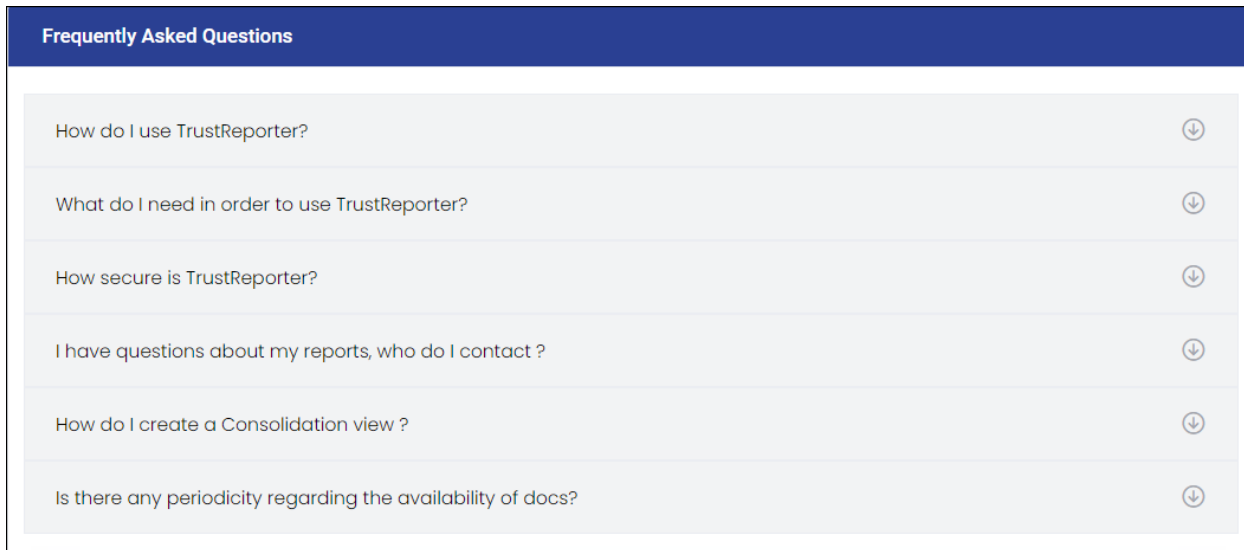 Frequently Asked Questions
How do I use TrustReporter?
What do I need in order to use TrustReporter?
How secure is TrustReporter?
I have questions about my reports, who do I contact ?
How do I create a Consolidation view ?
Is there any periodicity regarding the availability of docs?